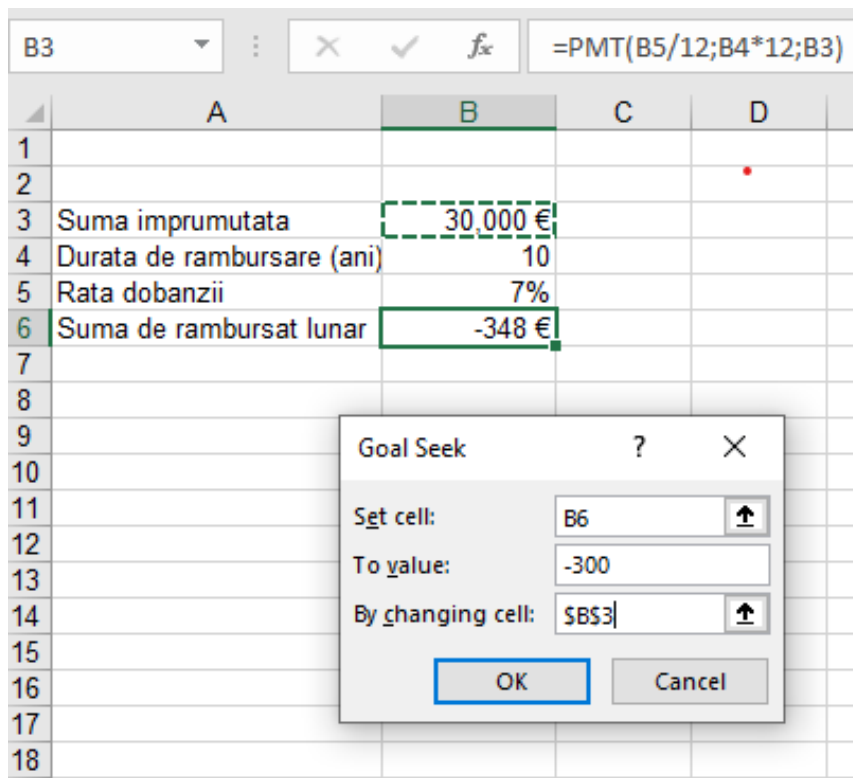 B3 fx =PMT(B5/12;B4*12;B3)
A B C D
1
2
3 Suma imprumutata 30,000 €
4 Durata de rambursare (ani) 10
5 Rata dobanzii 7%
6 Suma de rambursat lunar -348 €
7
8
9
10
11
12
13
14
15
16
17
18
Goal Seek ?
Set cell: B6
To value: -300
By changing cell: $B$3
OK Cancel